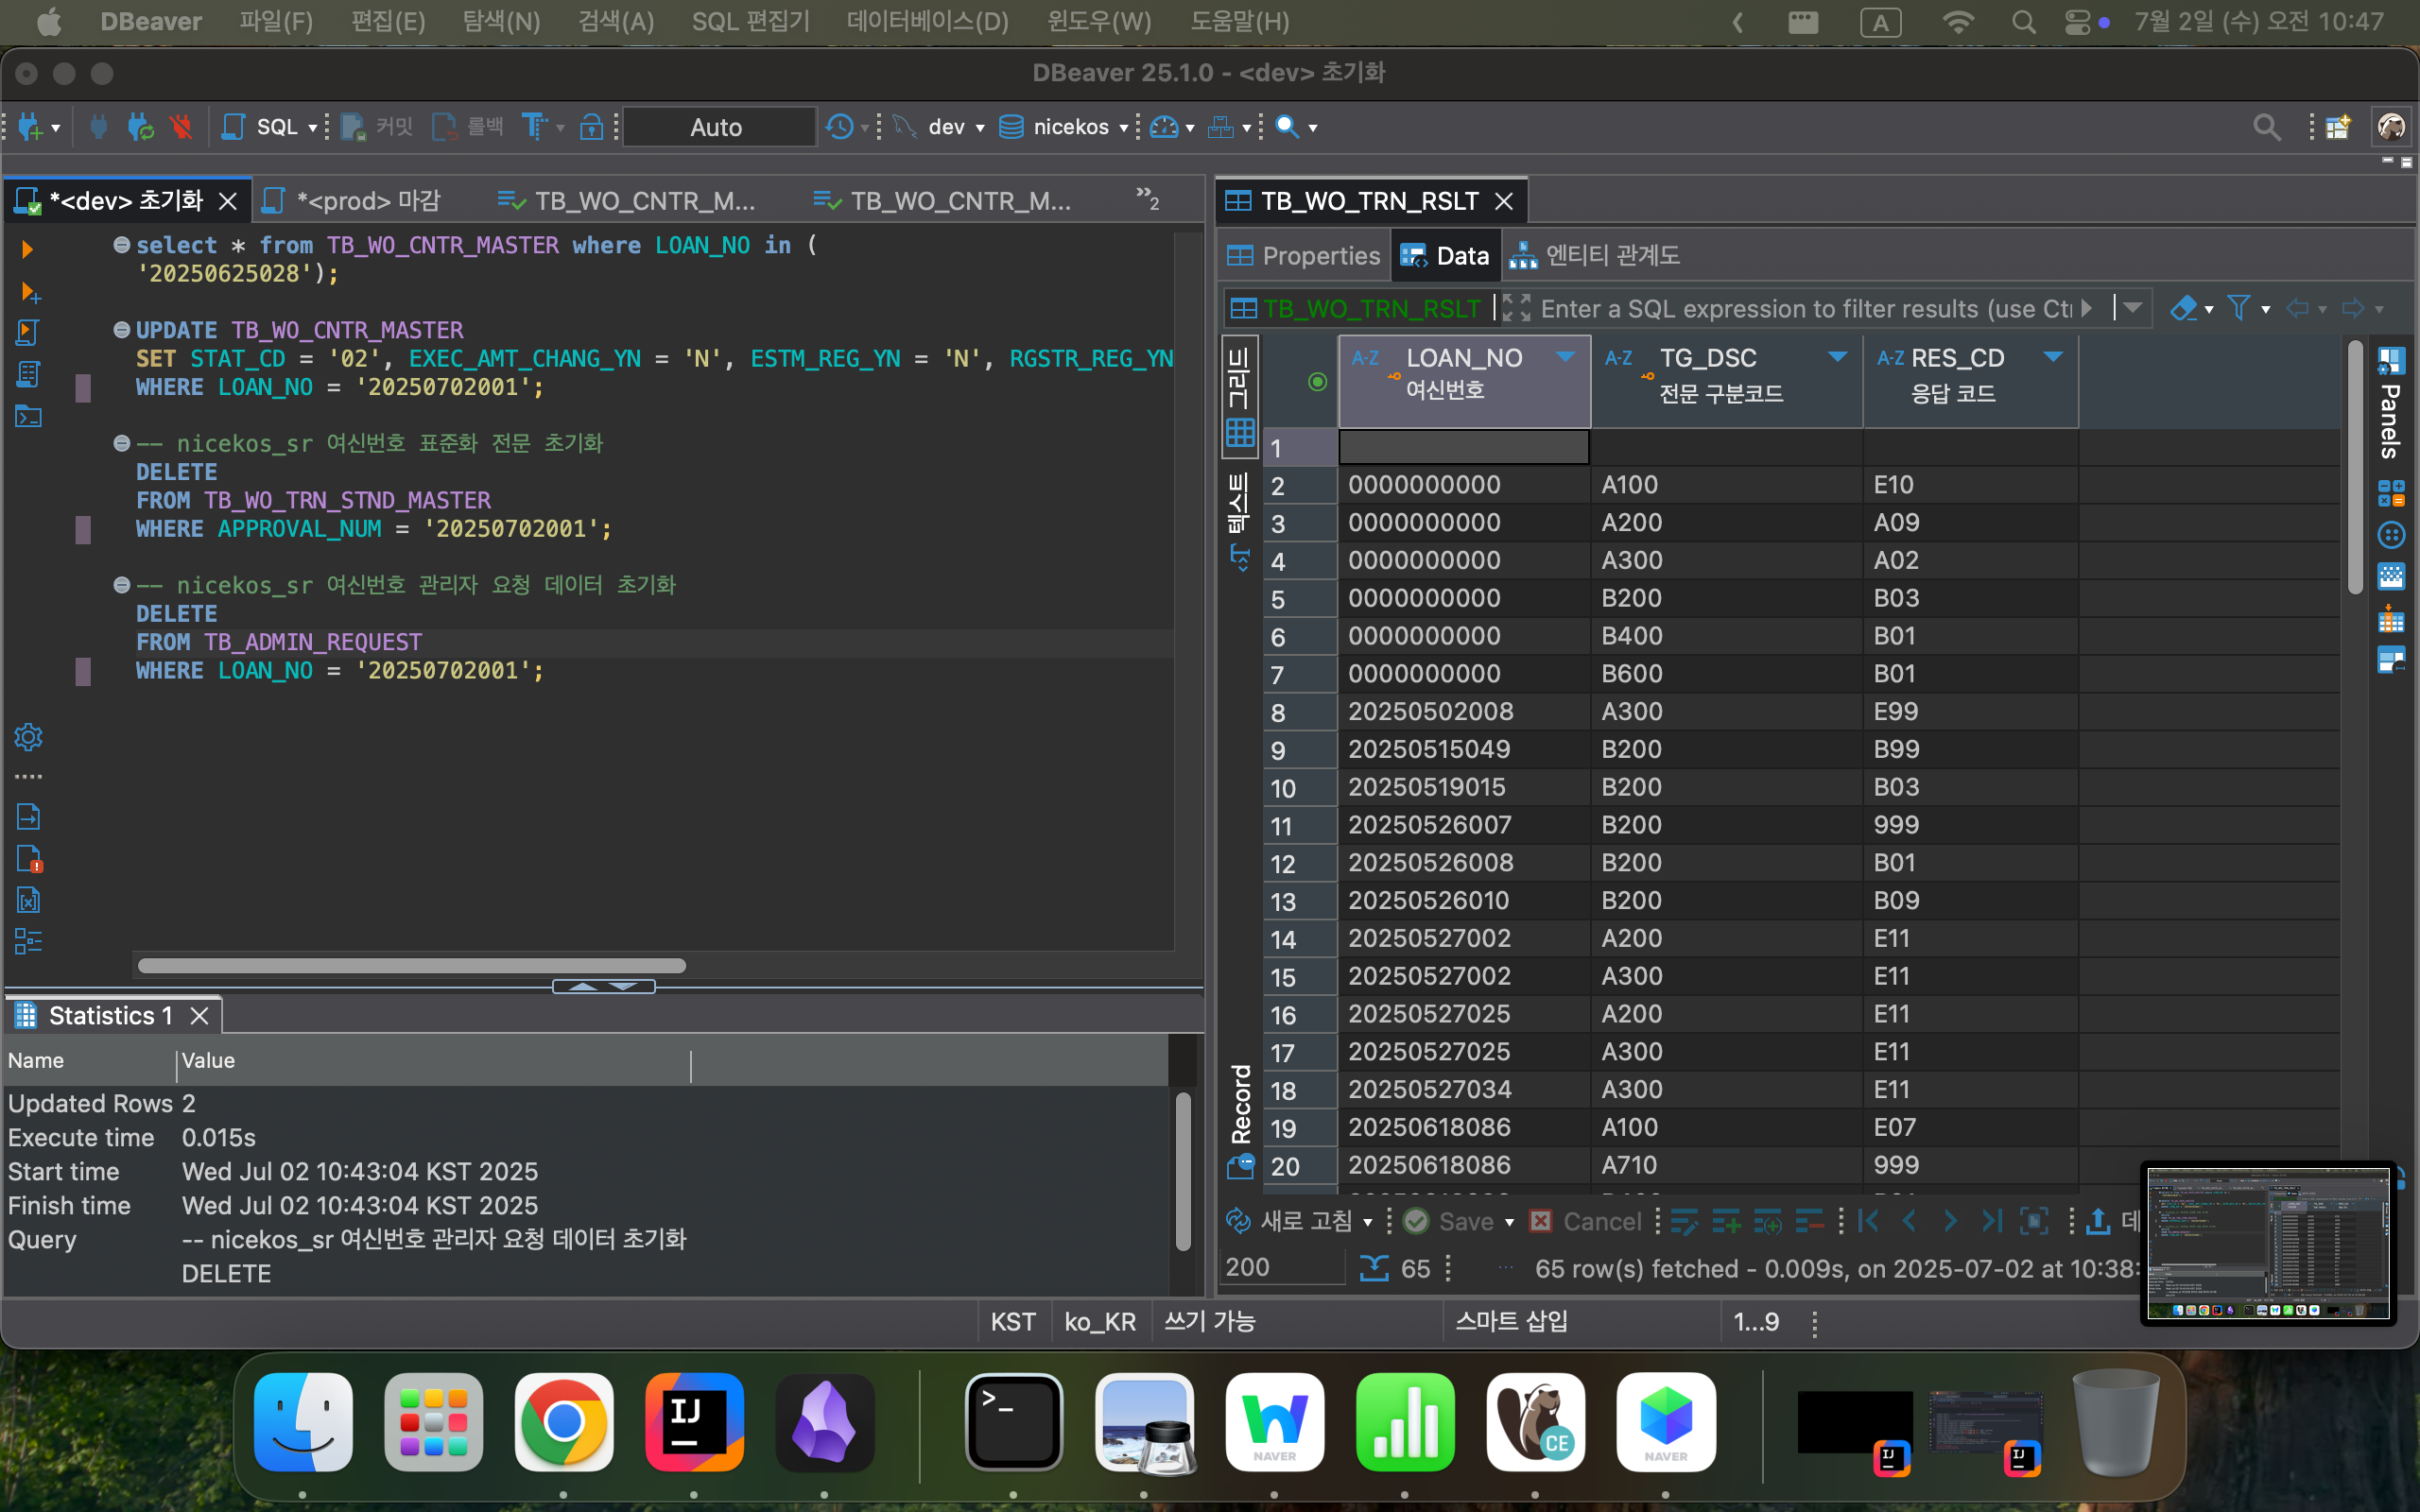 DBeaver 파일(F) 편집(E) 탐색(N) 검색(A) SQL 편집기 데이터베이스(D) 윈도우(W) 도움말(H) A 7월 2일 (수) 오전 10:47
DBeaver 25.1.0 - <dev> 초기화
SQL 커밋 롤백 Auto dev nicekos
*<dev> 초기화 *<prod> 마감 TB_WO_CNTR_M... TB_WO_CNTR_M... »2
select * from TB_WO_CNTR_MASTER where LOAN_NO in (
'20250625028');
UPDATE TB_WO_CNTR_MASTER
SET STAT_CD = '02', EXEC_AMT_CHANG_YN = 'N', ESTM_REG_YN = 'N', RGSTR_REG_YN
WHERE LOAN_NO = '20250702001';
-- nicekos_sr 여신번호 표준화 전문 초기화
DELETE
FROM TB_WO_TRN_STND_MASTER
WHERE APPROVAL_NUM = '20250702001';
-- nicekos_sr 여신번호 관리자 요청 데이터 초기화
DELETE
FROM TB_ADMIN_REQUEST
WHERE LOAN_NO = '20250702001';
Statistics 1
Name Value
Updated Rows 2
Execute time 0.015s
Start time Wed Jul 02 10:43:04 KST 2025
Finish time Wed Jul 02 10:43:04 KST 2025
Query -- nicekos_sr 여신번호 관리자 요청 데이터 초기화
DELETE
TB_WO_TRN_RSLT
Properties Data 엔티티 관계도
TB_WO_TRN_RSLT Enter a SQL expression to filter results (use Ct
그리드
텍스트
Record
Panels
A-Z LOAN_NO A-Z TG_DSC A-Z RES_CD
여신번호 전문 구분코드 응답 코드
1
2 0000000000 A100 E10
3 0000000000 A200 A09
4 0000000000 A300 A02
5 0000000000 B200 B03
6 0000000000 B400 B01
7 0000000000 B600 B01
8 20250502008 A300 E99
9 20250515049 B200 B99
10 20250519015 B200 B03
11 20250526007 B200 999
12 20250526008 B200 B01
13 20250526010 B200 B09
14 20250527002 A200 E11
15 20250527002 A300 E11
16 20250527025 A200 E11
17 20250527025 A300 E11
18 20250527034 A300 E11
19 20250618086 A100 E07
20 20250618086 A710 999
새로 고침 Save Cancel 데
200 65 65 row(s) fetched - 0.009s, on 2025-07-02 at 10:38:
KST ko_KR 쓰기 가능 스마트 삽입 1...9
IJ
>_
NAVER
CE
NAVER
IJ
IJ